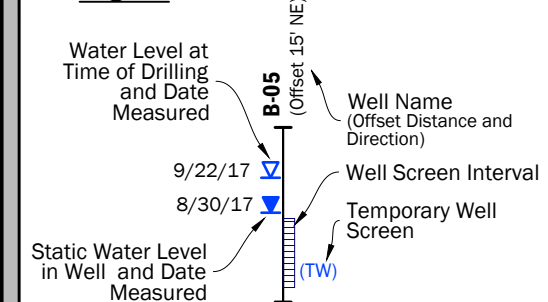 Water Level at
Time of Drilling
and Date
Measured
B-05
(Offset 15' NE)
Well Name
(Offset Distance and
Direction)
9/22/17
Well Screen Interval
8/30/17
Temporary Well
Screen
Static Water Level
in Well and Date
Measured
(TW)